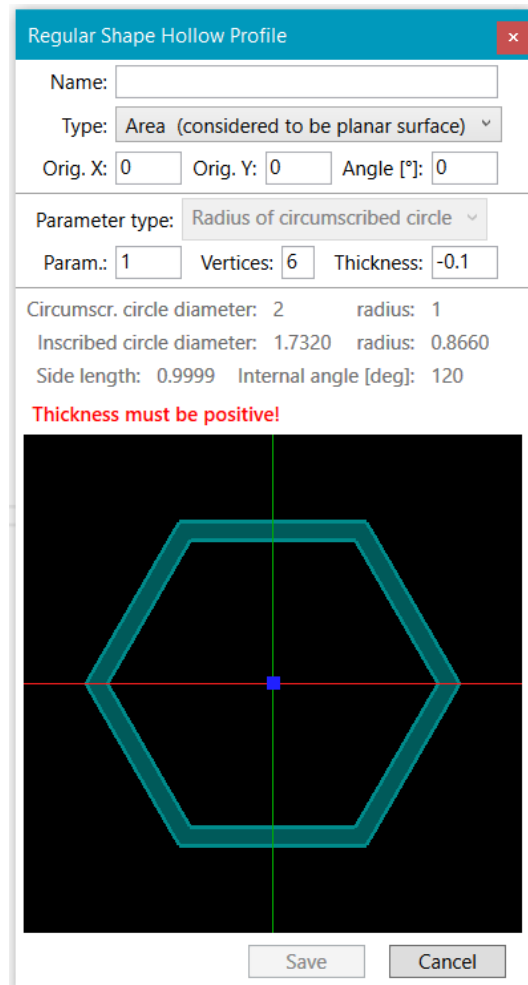 Regular Shape Hollow Profile
Name:
Type: Area (considered to be planar surface)
Orig. X: 0 Orig. Y: 0 Angle [°]: 0
Parameter type: Radius of circumscribed circle
Param.: 1 Vertices: 6 Thickness: -0.1
Circumscr. circle diameter: 2 radius: 1
Inscribed circle diameter: 1.7320 radius: 0.8660
Side length: 0.9999 Internal angle [deg]: 120
Thickness must be positive!
Save Cancel